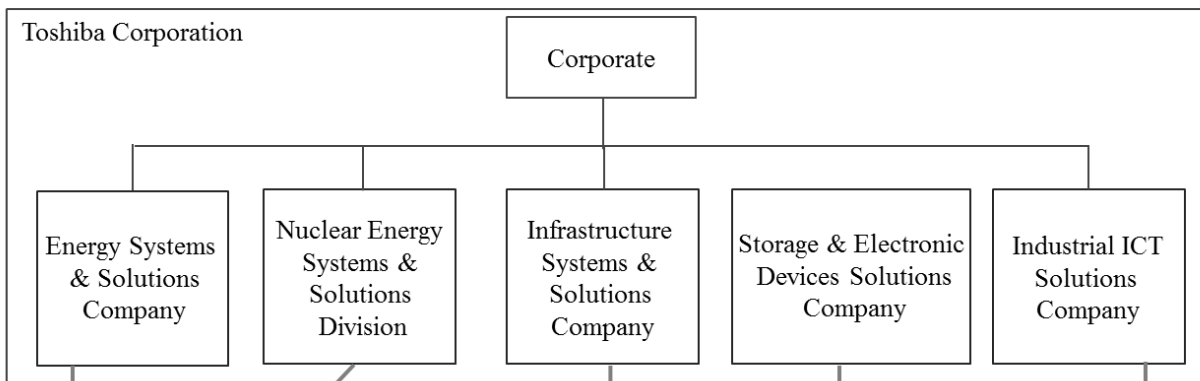 Toshiba Corporation
Corporate
Energy Systems
& Solutions
Company
Nuclear Energy
Systems &
Solutions
Division
Infrastructure
Systems &
Solutions
Company
Storage & Electronic
Devices Solutions
Company
Industrial ICT
Solutions
Company